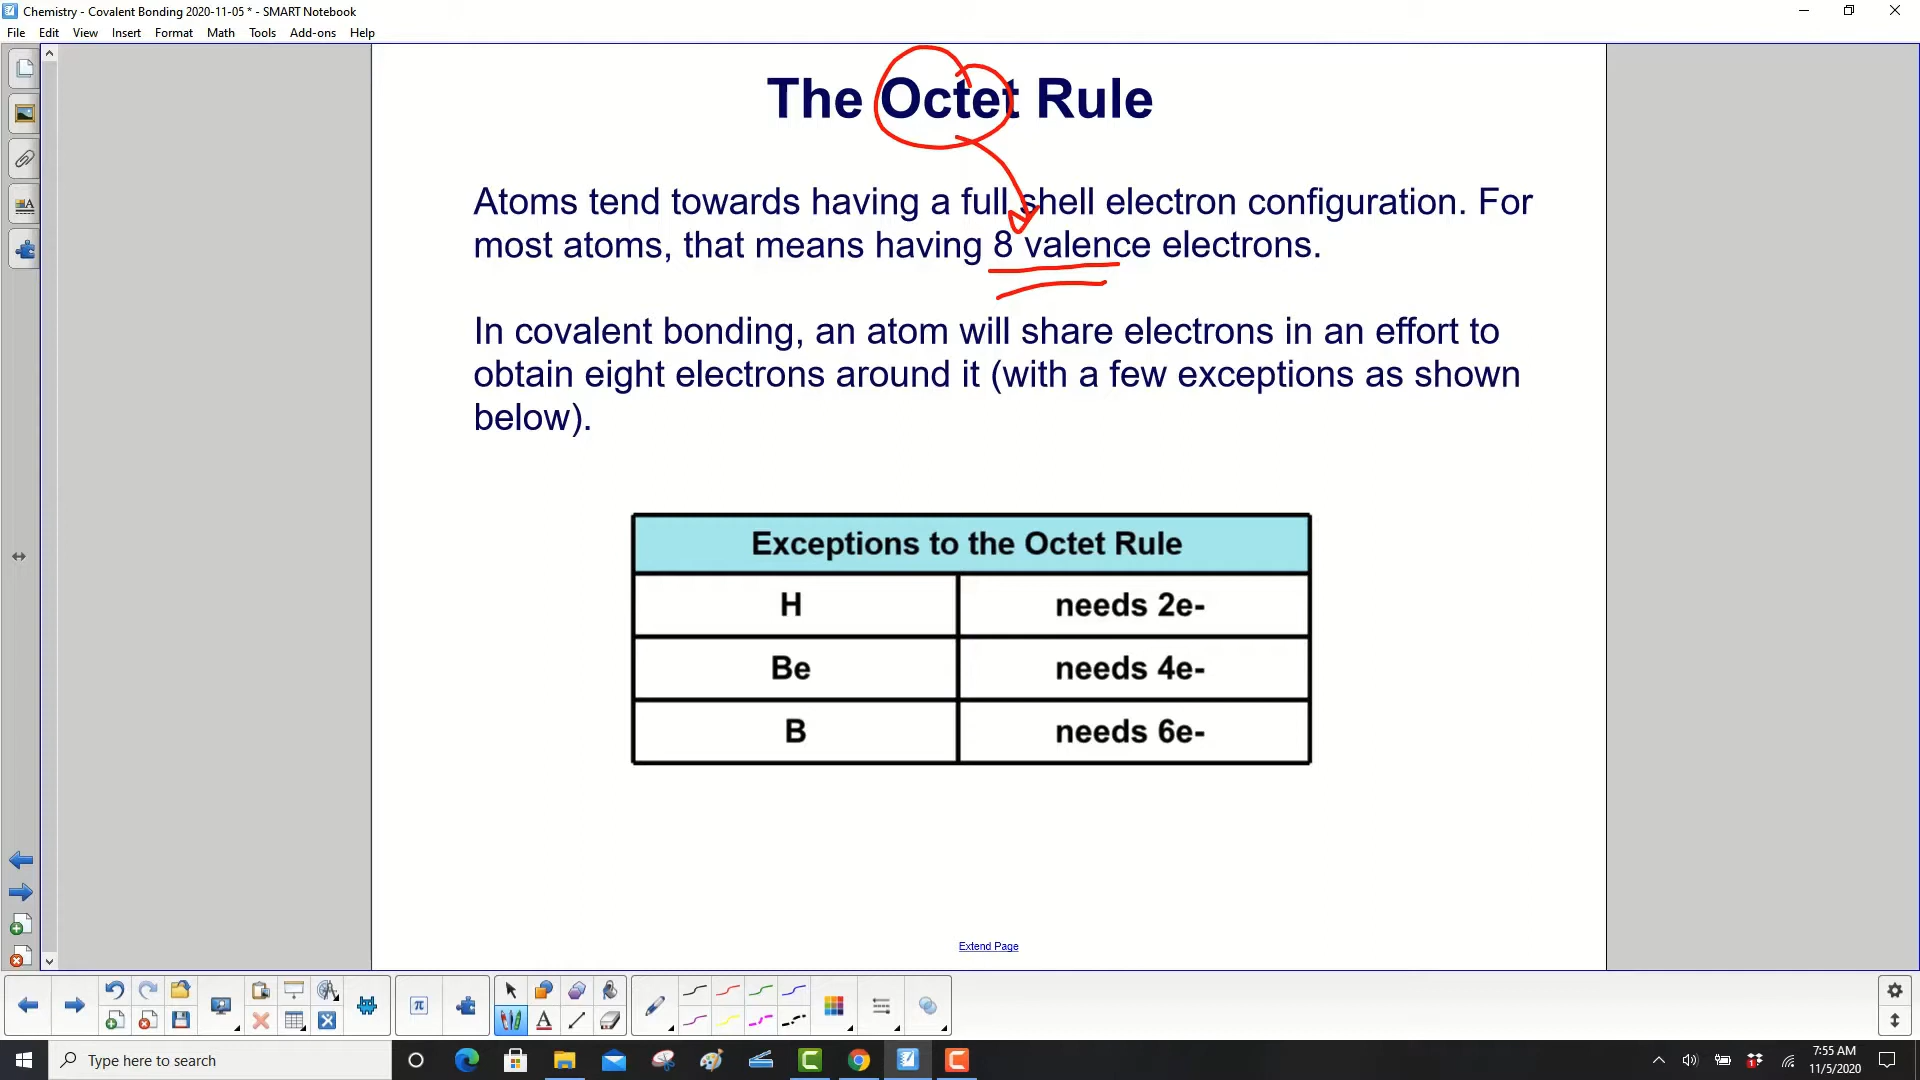 Chemistry - Covalent Bonding 2020-11-05 * - SMART Notebook
File Edit View Insert Format Math Tools Add-ons Help
The Octet Rule
Atoms tend towards having a full shell electron configuration. For
most atoms, that means having 8 valence electrons.
In covalent bonding, an atom will share electrons in an effort to
obtain eight electrons around it (with a few exceptions as shown
below).
Exceptions to the Octet Rule
H needs 2e-
Be needs 4e-
B needs 6e-
Extend Page
π
A
Type here to search
7:55 AM
11/5/2020